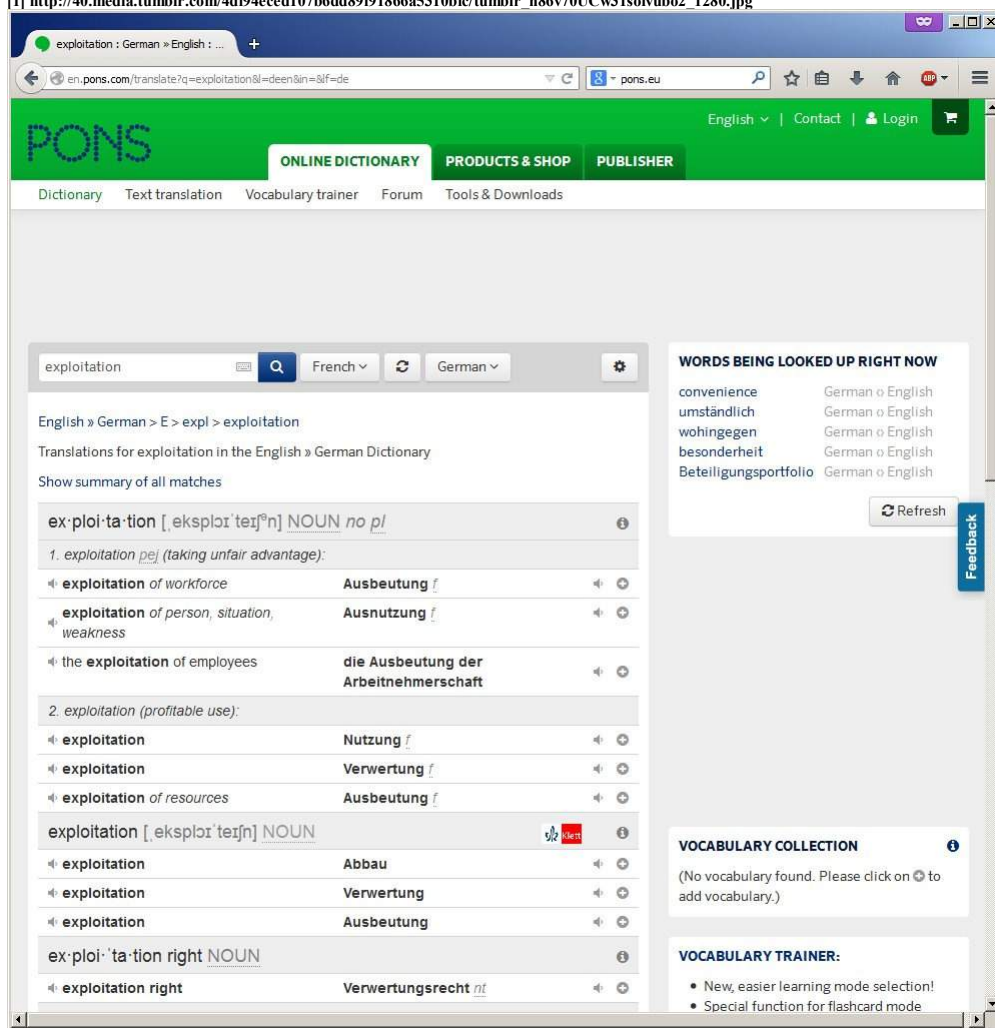 exploitation : German » English : ...
en.pons.com/translate?q=exploitation&l=deen&in=&lf=de
pons.eu
ABP
PONS
English | Contact | Login
ONLINE DICTIONARY PRODUCTS & SHOP PUBLISHER
Dictionary Text translation Vocabulary trainer Forum Tools & Downloads
exploitation French German
English » German > E > expl > exploitation
Translations for exploitation in the English » German Dictionary
Show summary of all matches
ex·ploi·ta·tion [ˌeksplɔɪˈteɪʃᵊn] NOUN no pl
1. exploitation pej (taking unfair advantage):
exploitation of workforce Ausbeutung f
exploitation of person, situation, Ausnutzung f
weakness
the exploitation of employees die Ausbeutung der
Arbeitnehmerschaft
2. exploitation (profitable use):
exploitation Nutzung f
exploitation Verwertung f
exploitation of resources Ausbeutung f
exploitation [ˌeksplɔɪˈteɪʃn] NOUN Klett
exploitation Abbau
exploitation Verwertung
exploitation Ausbeutung
ex·ploi·ˈta·tion right NOUN
exploitation right Verwertungsrecht nt
WORDS BEING LOOKED UP RIGHT NOW
convenience German o English
umständlich German o English
wohingegen German o English
besonderheit German o English
Beteiligungsportfolio German o English
Refresh
Feedback
VOCABULARY COLLECTION
(No vocabulary found. Please click on to
add vocabulary.)
VOCABULARY TRAINER:
• New, easier learning mode selection!
• Special function for flashcard mode